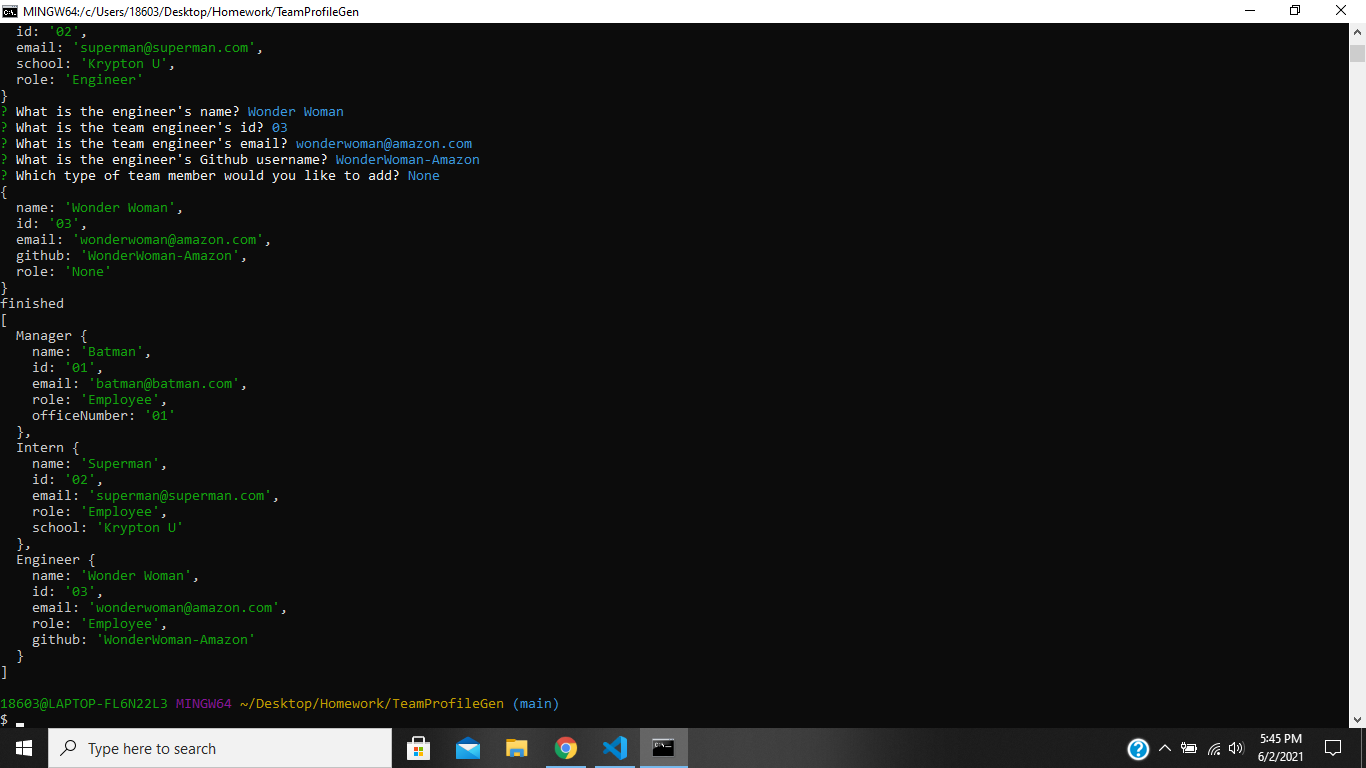 MINGW64:/c/Users/18603/Desktop/Homework/TeamProfileGen
  id: '02',
  email: 'superman@superman.com',
  school: 'Krypton U',
  role: 'Engineer'
}
? What is the engineer's name? Wonder Woman
? What is the team engineer's id? 03
? What is the team engineer's email? wonderwoman@amazon.com
? What is the engineer's Github username? WonderWoman-Amazon
? Which type of team member would you like to add? None
{
  name: 'Wonder Woman',
  id: '03',
  email: 'wonderwoman@amazon.com',
  github: 'WonderWoman-Amazon',
  role: 'None'
}
finished
[
  Manager {
    name: 'Batman',
    id: '01',
    email: 'batman@batman.com',
    role: 'Employee',
    officeNumber: '01'
  },
  Intern {
    name: 'Superman',
    id: '02',
    email: 'superman@superman.com',
    role: 'Employee',
    school: 'Krypton U'
  },
  Engineer {
    name: 'Wonder Woman',
    id: '03',
    email: 'wonderwoman@amazon.com',
    role: 'Employee',
    github: 'WonderWoman-Amazon'
  }
]
18603@LAPTOP-FL6N22L3 MINGW64 ~/Desktop/Homework/TeamProfileGen (main)
$
Type here to search
5:45 PM
6/2/2021